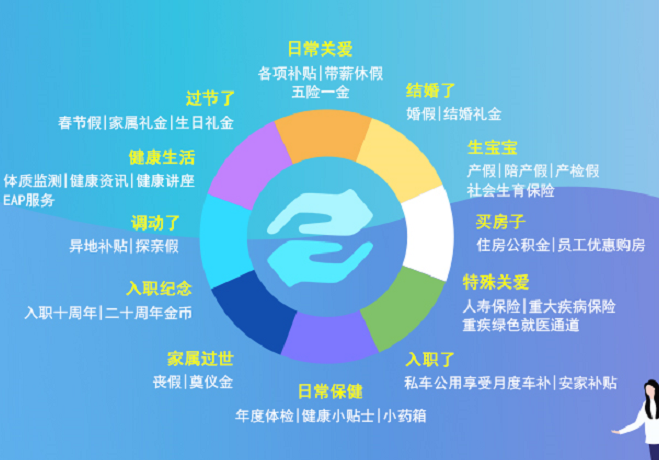 日常关爱
各项补贴|带薪休假
五险一金
结婚了
婚假|结婚礼金
生宝宝
产假|陪产假|产检假
社会生育保险
买房子
住房公积金|员工优惠购房
特殊关爱
人寿保险|重大疾病保险
重疾绿色就医通道
入职了
私车公用享受月度车补|安家补贴
日常保健
年度体检|健康小贴士|小药箱
家属过世
丧假|奠仪金
入职纪念
入职十周年|二十周年金币
调动了
异地补贴|探亲假
健康生活
体质监测|健康资讯|健康讲座
EAP服务
过节了
春节假|家属礼金|生日礼金